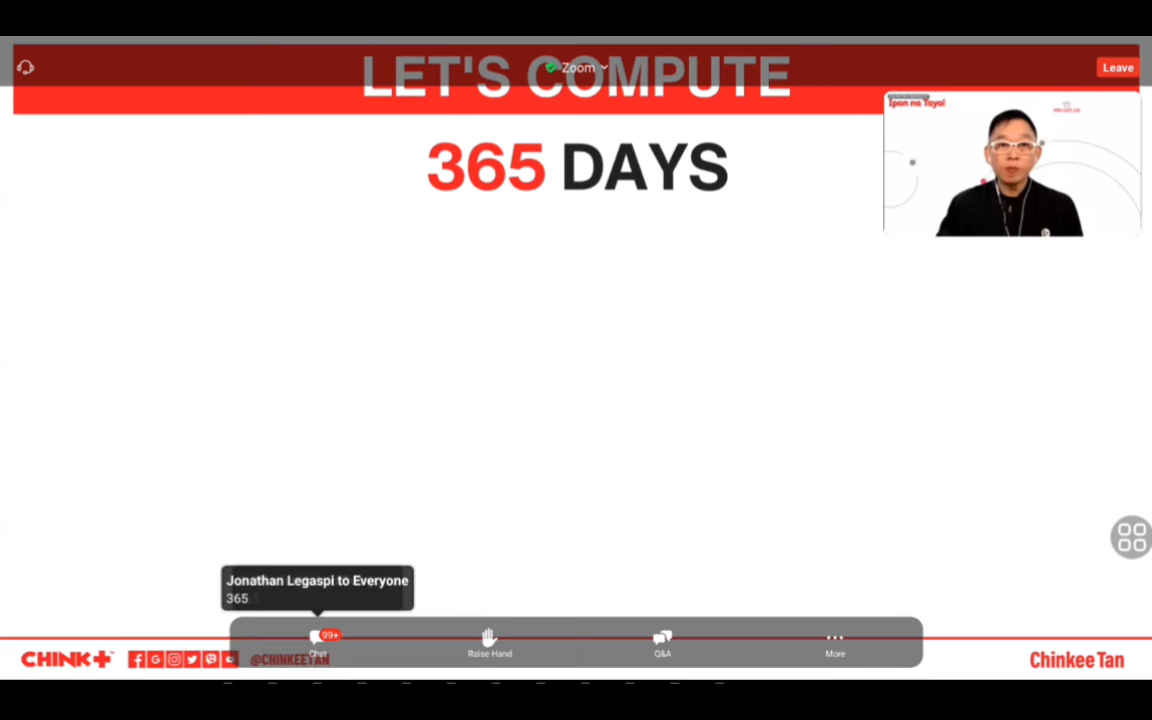 LET'S COMPUTE
Zoom
Leave
Ipon na Tayo!
365 DAYS
Jonathan Legaspi to Everyone
365
99+
Chat
Raise Hand
Q&A
More
CHINK+
@CHINKEETAN
Chinkee Tan